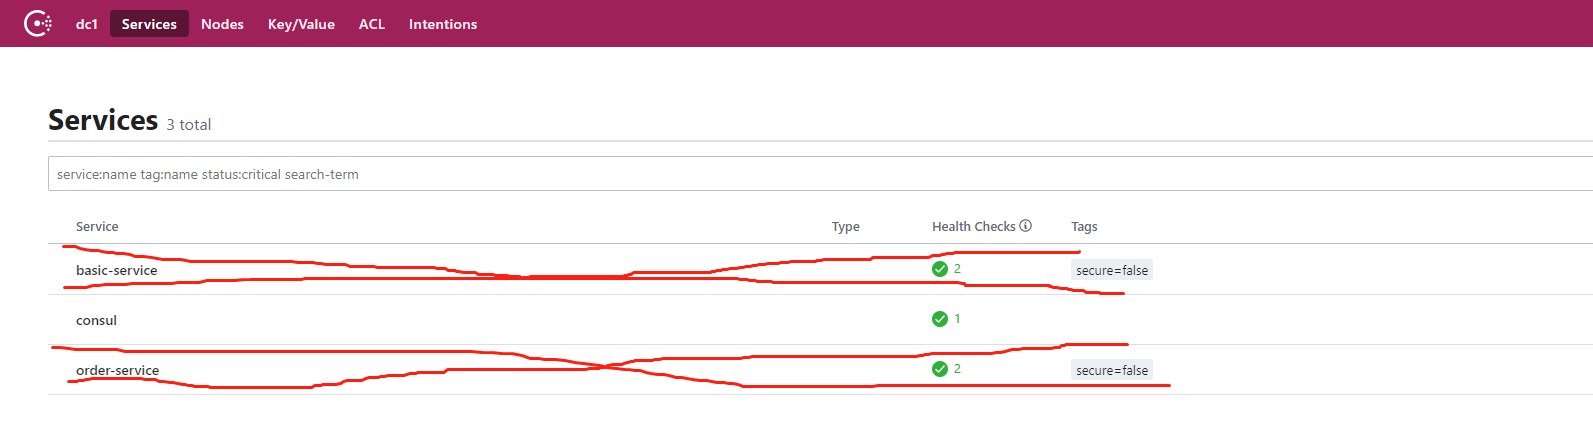 dc1 Services Nodes Key/Value ACL Intentions
Services 3 total
service:name tag:name status:critical search-term
Service Type Health Checks Tags
basic-service 2 secure=false
consul 1
order-service 2 secure=false